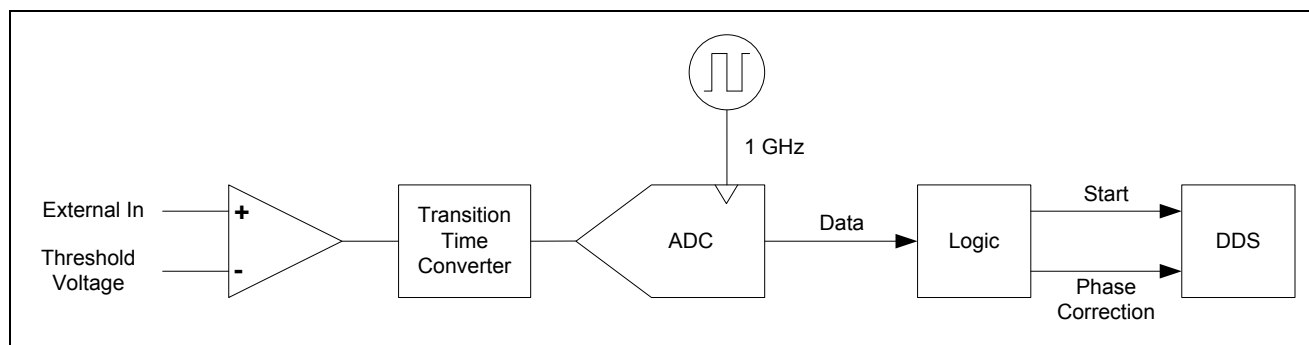 1 GHz
External In
+
Threshold
Voltage
-
Transition
Time
Converter
ADC
Data
Logic
Start
Phase
Correction
DDS